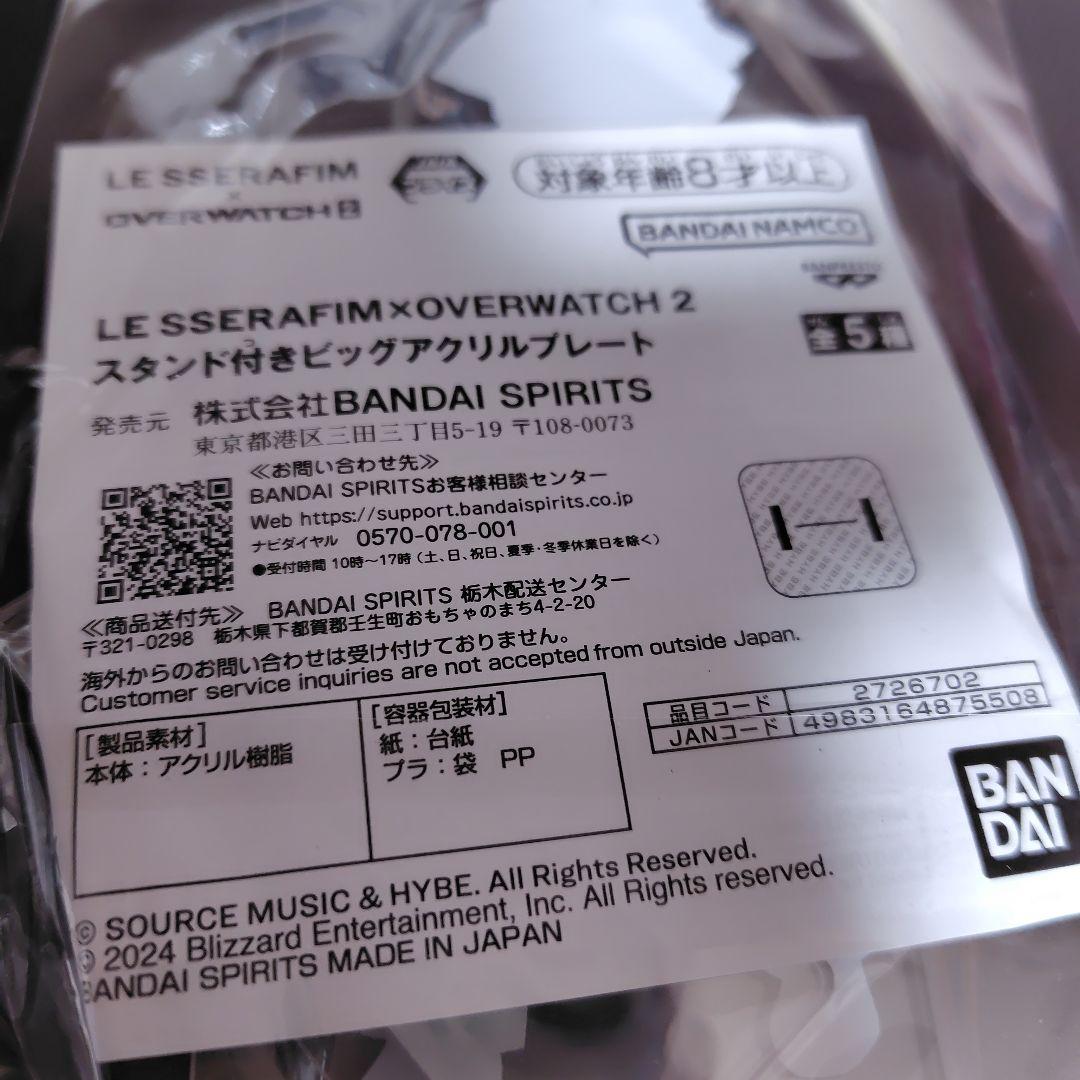 LE SSERAFIM
×
OVERWATCH 2
対象年齢8才以上
BANDAI NAMCO
BANPRESTO
LE SSERAFIM×OVERWATCH 2
スタンド付きビッグアクリルプレート
全5種
発売元 株式会社BANDAI SPIRITS
東京都港区三田三丁目5-19 〒108-0073
≪お問い合わせ先≫
BANDAI SPIRITSお客様相談センター
Web https://support.bandaispirits.co.jp
ナビダイヤル 0570-078-001
●受付時間 10時～17時 (土、日、祝日、夏季・冬季休業日を除く)
≪商品送付先≫ BANDAI SPIRITS 栃木配送センター
〒321-0298 栃木県下都賀郡壬生町おもちゃのまち4-2-20
海外からのお問い合わせは受け付けておりません。
Customer service inquiries are not accepted from outside Japan.
[製品素材]
本体：アクリル樹脂
[容器包装材]
紙：台紙
プラ：袋 PP
品目コード 2726702
JANコード 4983164875508
BANDAI
© SOURCE MUSIC & HYBE. All Rights Reserved.
© 2024 Blizzard Entertainment, Inc. All Rights reserved.
BANDAI SPIRITS MADE IN JAPAN